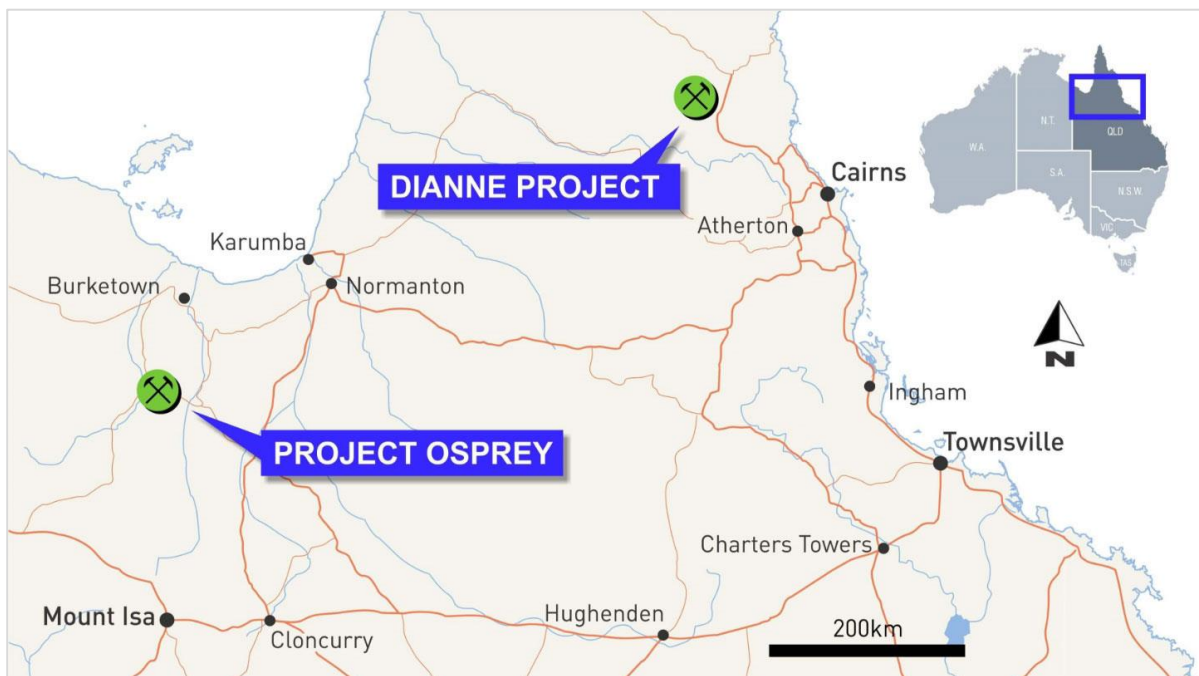 DIANNE PROJECT
Cairns
Atherton
Karumba
Normanton
Burketown
PROJECT OSPREY
Ingham
Townsville
Charters Towers
Mount Isa
Cloncurry
Hughenden
200km
N.T.
QLD
W.A.
S.A.
N.S.W.
VIC
TAS
N